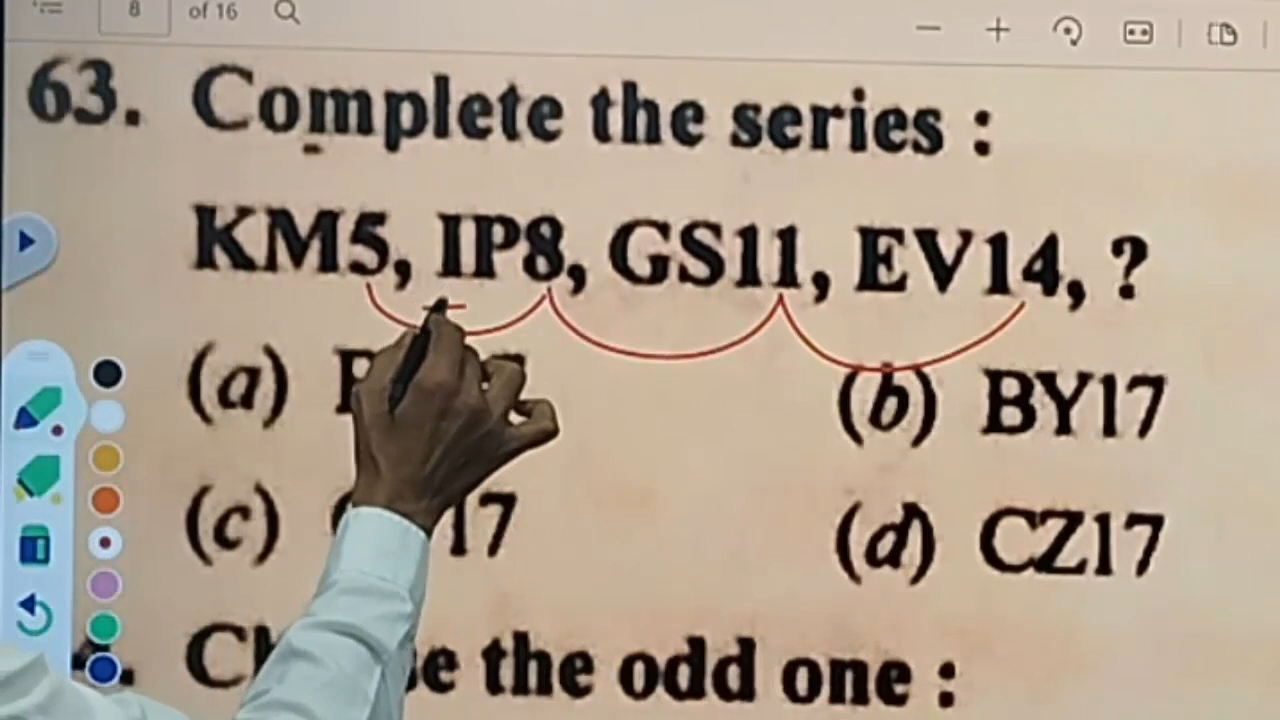 8 of 16
63. Complete the series :
KM5, IP8, GS11, EV14, ?
(a)
(b) BY17
(c) 17
(d) CZ17
the odd one :